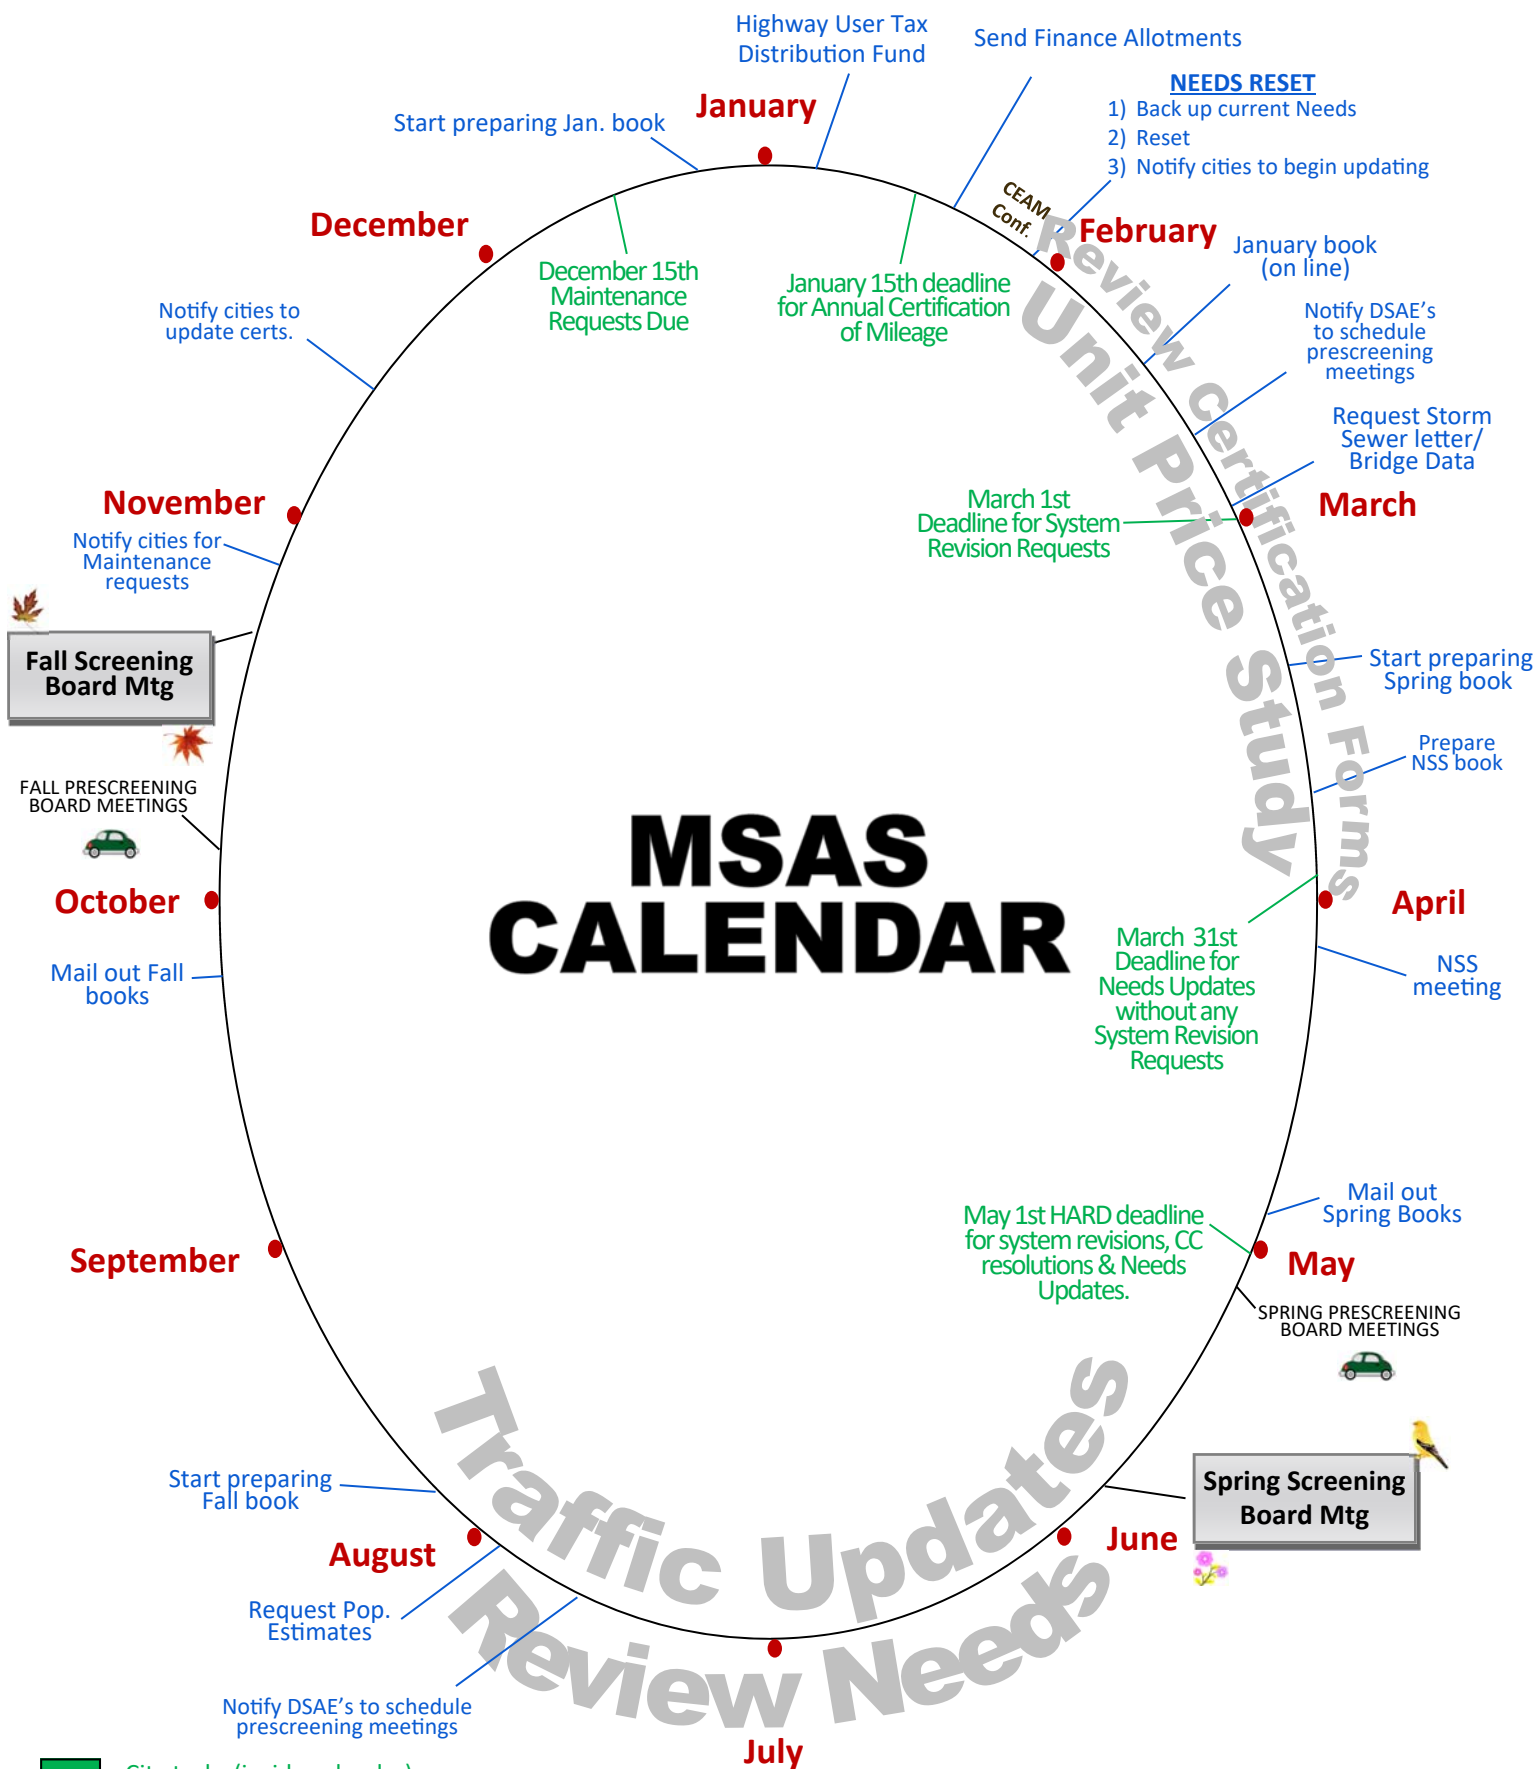 Highway User Tax
Distribution Fund
Send Finance Allotments
NEEDS RESET
1) Back up current Needs
2) Reset
3) Notify cities to begin updating
January
Start preparing Jan. book
CEAM
Conf.
February
December
December 15th
Maintenance
Requests Due
January 15th deadline
for Annual Certification
of Mileage
Review Certification Forms
Unit Price Study
January book
(on line)
Notify DSAE's
to schedule
prescreening
meetings
Notify cities to
update certs.
Request Storm
Sewer letter/
Bridge Data
March
March 1st
Deadline for System
Revision Requests
November
Notify cities for
Maintenance
requests
Fall Screening
Board Mtg
Start preparing
Spring book
Prepare
NSS book
FALL PRESCREENING
BOARD MEETINGS
MSAS
CALENDAR
October
April
March 31st
Deadline for
Needs Updates
without any
System Revision
Requests
NSS
meeting
Mail out Fall
books
Mail out
Spring Books
May 1st HARD deadline
for system revisions, CC
resolutions & Needs
Updates.
September
May
SPRING PRESCREENING
BOARD MEETINGS
Traffic Updates
Review Needs
Start preparing
Fall book
Spring Screening
Board Mtg
August
June
Request Pop.
Estimates
Notify DSAE's to schedule
prescreening meetings
July